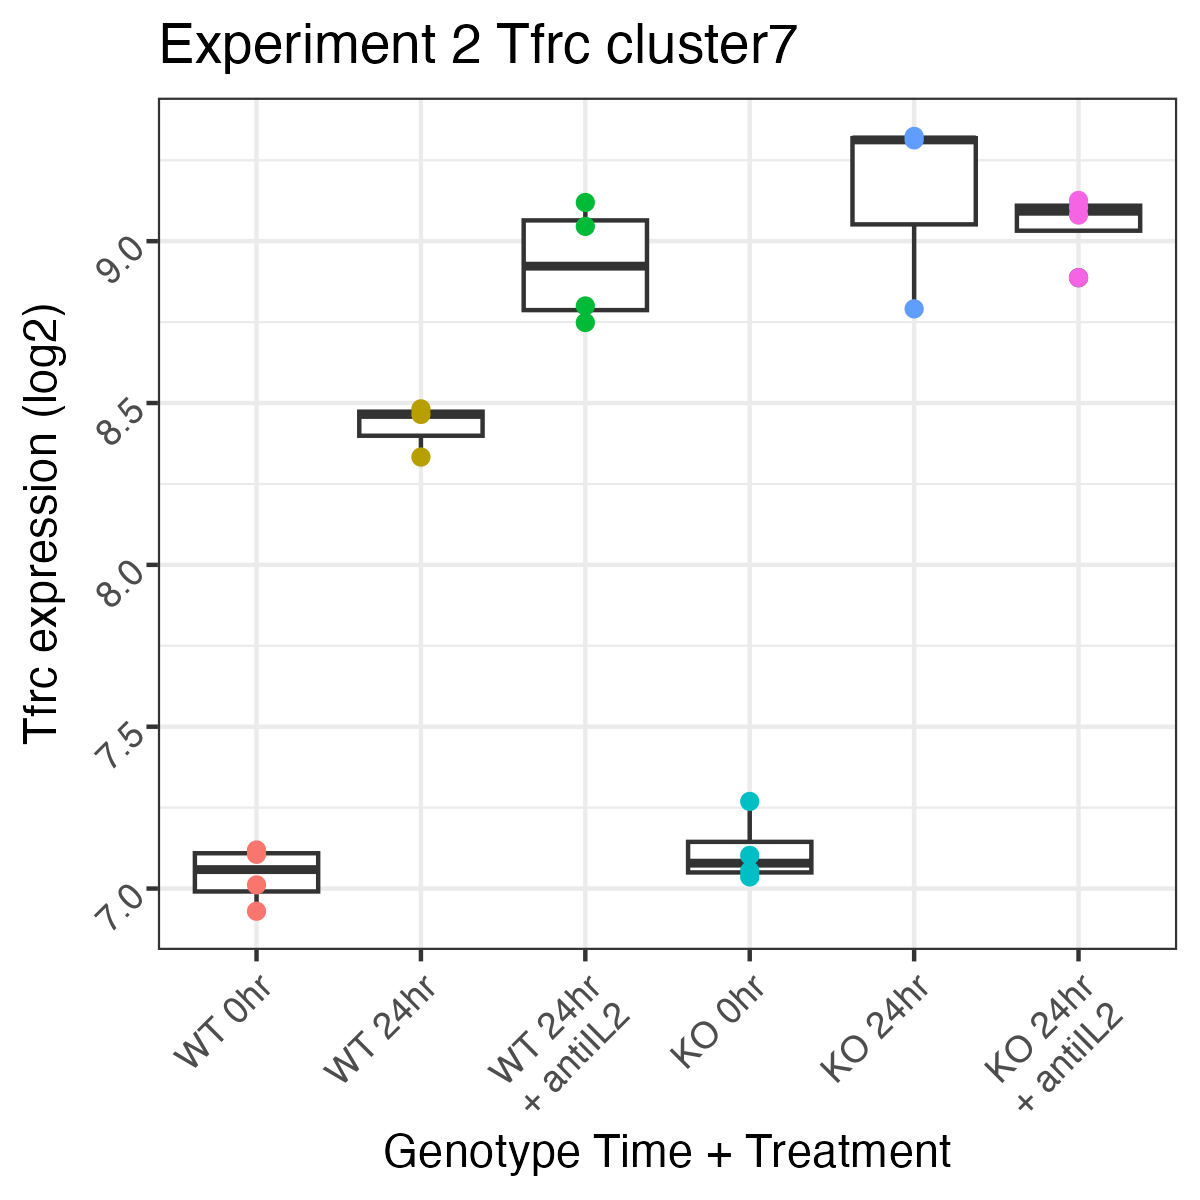 Experiment 2 Tfrc cluster7
Tfrc expression (log2)
9.0
8.5
8.0
7.5
7.0
WT 0hr
WT 24hr
WT 24hr
+ antiIL2
KO 0hr
KO 24hr
KO 24hr
+ antiIL2
Genotype Time + Treatment